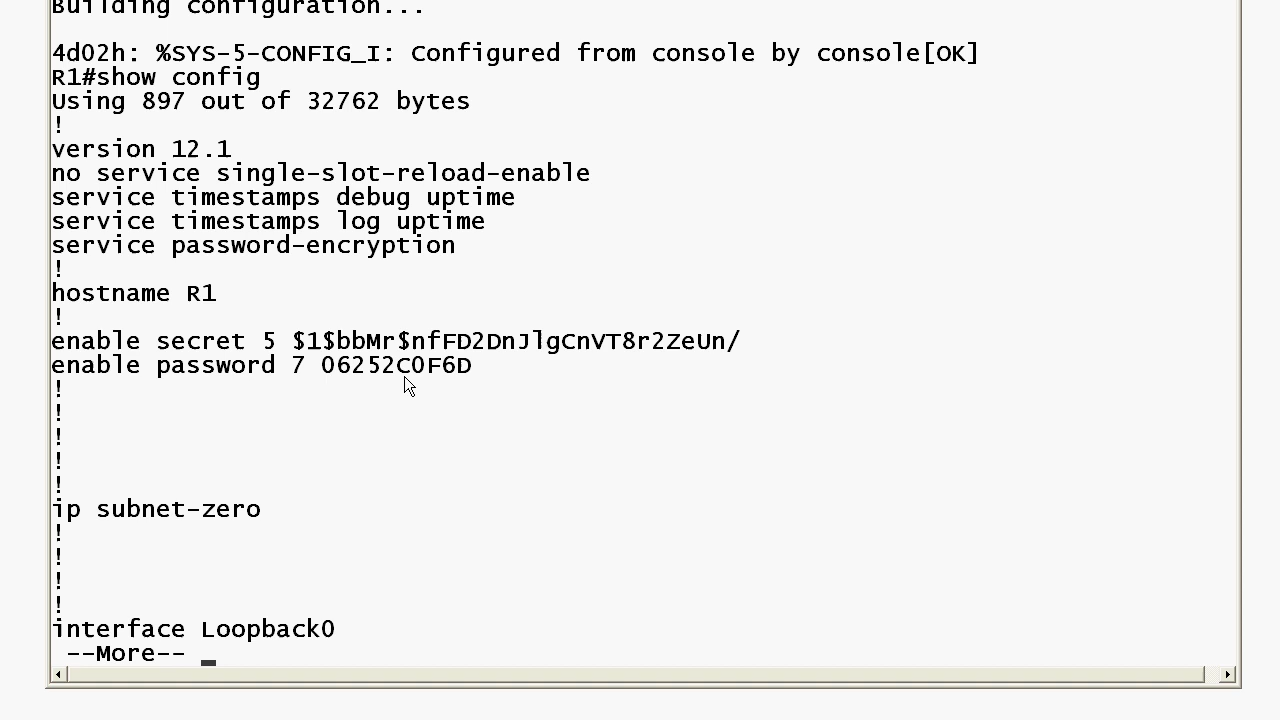 Building configuration...
4d02h: %SYS-5-CONFIG_I: Configured from console by console[OK]
R1#show config
Using 897 out of 32762 bytes
!
version 12.1
no service single-slot-reload-enable
service timestamps debug uptime
service timestamps log uptime
service password-encryption
!
hostname R1
!
enable secret 5 $1$bbMr$nfFD2DnJlgCnVT8r2ZeUn/
enable password 7 06252C0F6D
!
!
!
!
!
ip subnet-zero
!
!
!
!
interface Loopback0
--More--